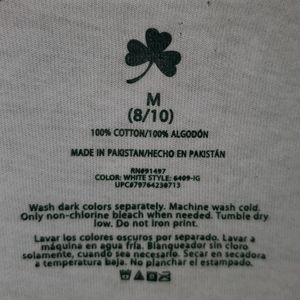 M
(8/10)
100% COTTON/100% ALGODÓN
MADE IN PAKISTAN/HECHO EN PAKISTÁN
RN#91497
COLOR: WHITE STYLE: 6409-IG
UPC#79764230713
Wash dark colors separately. Machine wash cold.
Only non-chlorine bleach when needed. Tumble dry
low. Do not Iron print.
Lavar los colores oscuros por separado. Lavar a
máquina en agua fría. Blanqueador sin cloro
solamente, cuando sea necesario. Secar en secadora
a temperatura baja. No planchar el estampado.